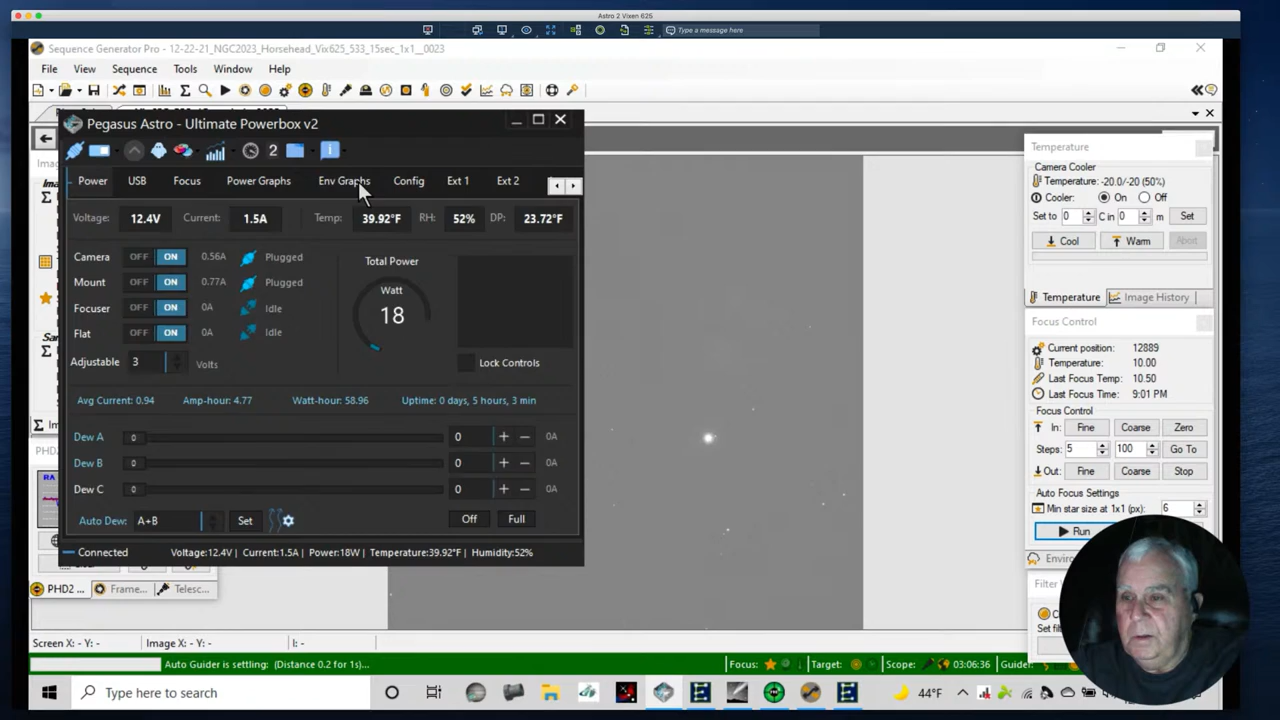 Astro 2 Vixen 625
Type a message here
Sequence Generator Pro - 12-22-21_NGC2023_Horsehead_Vix625_533_15sec_1x1__0023
File View Sequence Tools Window Help
Pegasus Astro - Ultimate Powerbox v2
2
Power USB Focus Power Graphs Env Graphs Config Ext 1 Ext 2
Voltage: 12.4V Current: 1.5A Temp: 39.92°F RH: 52% DP: 23.72°F
Camera OFF ON 0.56A Plugged
Mount OFF ON 0.77A Plugged
Focuser OFF ON 0A Idle
Flat OFF ON 0A Idle
Adjustable 3 Volts
Total Power
Watt
18
Lock Controls
Avg Current: 0.94 Amp-hour: 4.77 Watt-hour: 58.96 Uptime: 0 days, 5 hours, 3 min
Dew A 0 0 + — 0A
Dew B 0 0 + — 0A
Dew C 0 0 + — 0A
Auto Dew: A+B Set Off Full
Connected Voltage:12.4V| Current:1.5A| Power:18W| Temperature:39.92°F| Humidity:52%
PHD2 ... Frame... Telesc...
Temperature
Camera Cooler
Temperature: -20.0/-20 (50%)
Cooler: On Off
Set to 0 C in 0 m Set
Cool Warm Abort
Temperature Image History
Focus Control
Current position: 12889
Temperature: 10.00
Last Focus Temp: 10.50
Last Focus Time: 9:01 PM
Focus Control
In: Fine Coarse Zero
Steps: 5 100 Go To
Out: Fine Coarse Stop
Auto Focus Settings
Min star size at 1x1 (px): 6
Run
Screen X: - Y: - Image X: - Y: - I: -
Auto Guider is settling: (Distance 0.2 for 1s)... Focus: Target: Scope: 03:06:36 Guider:
Type here to search 44°F